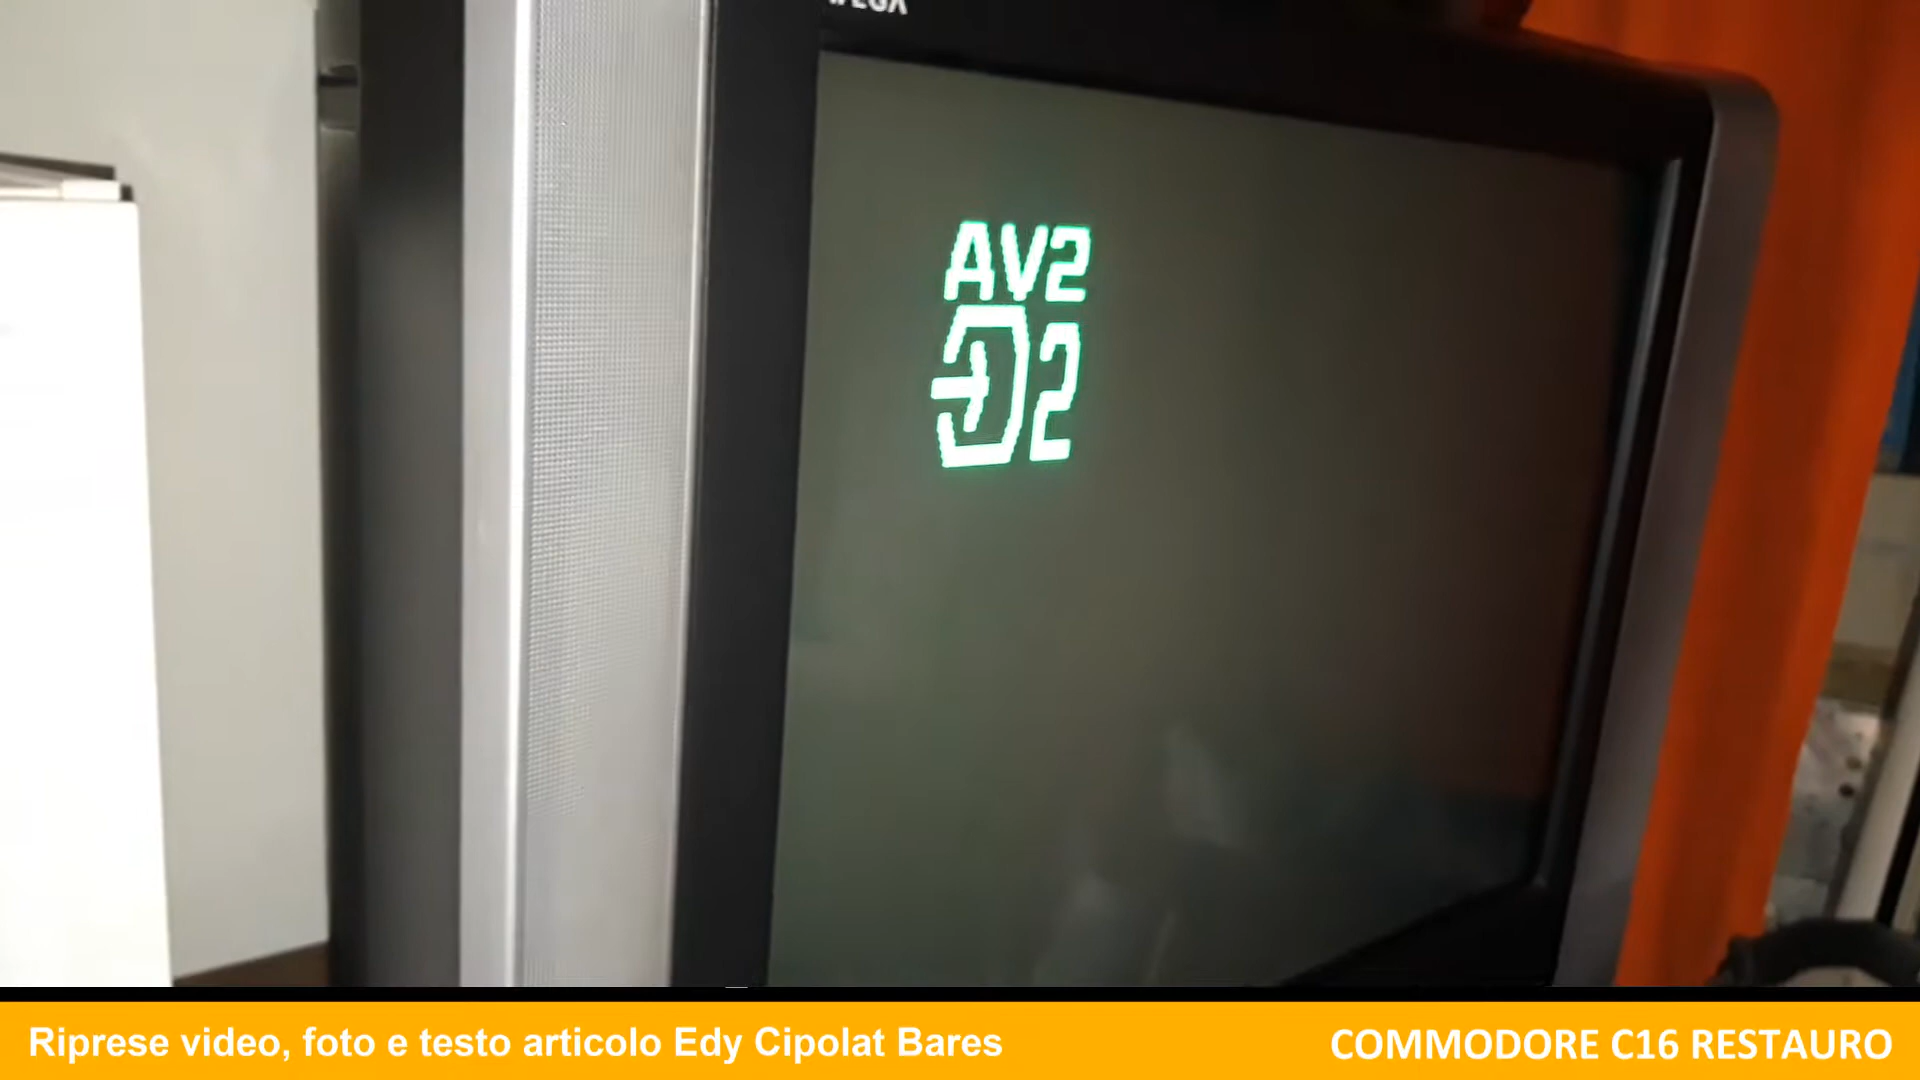 AV2
2
Riprese video, foto e testo articolo Edy Cipolat Bares
COMMODORE C16 RESTAURO